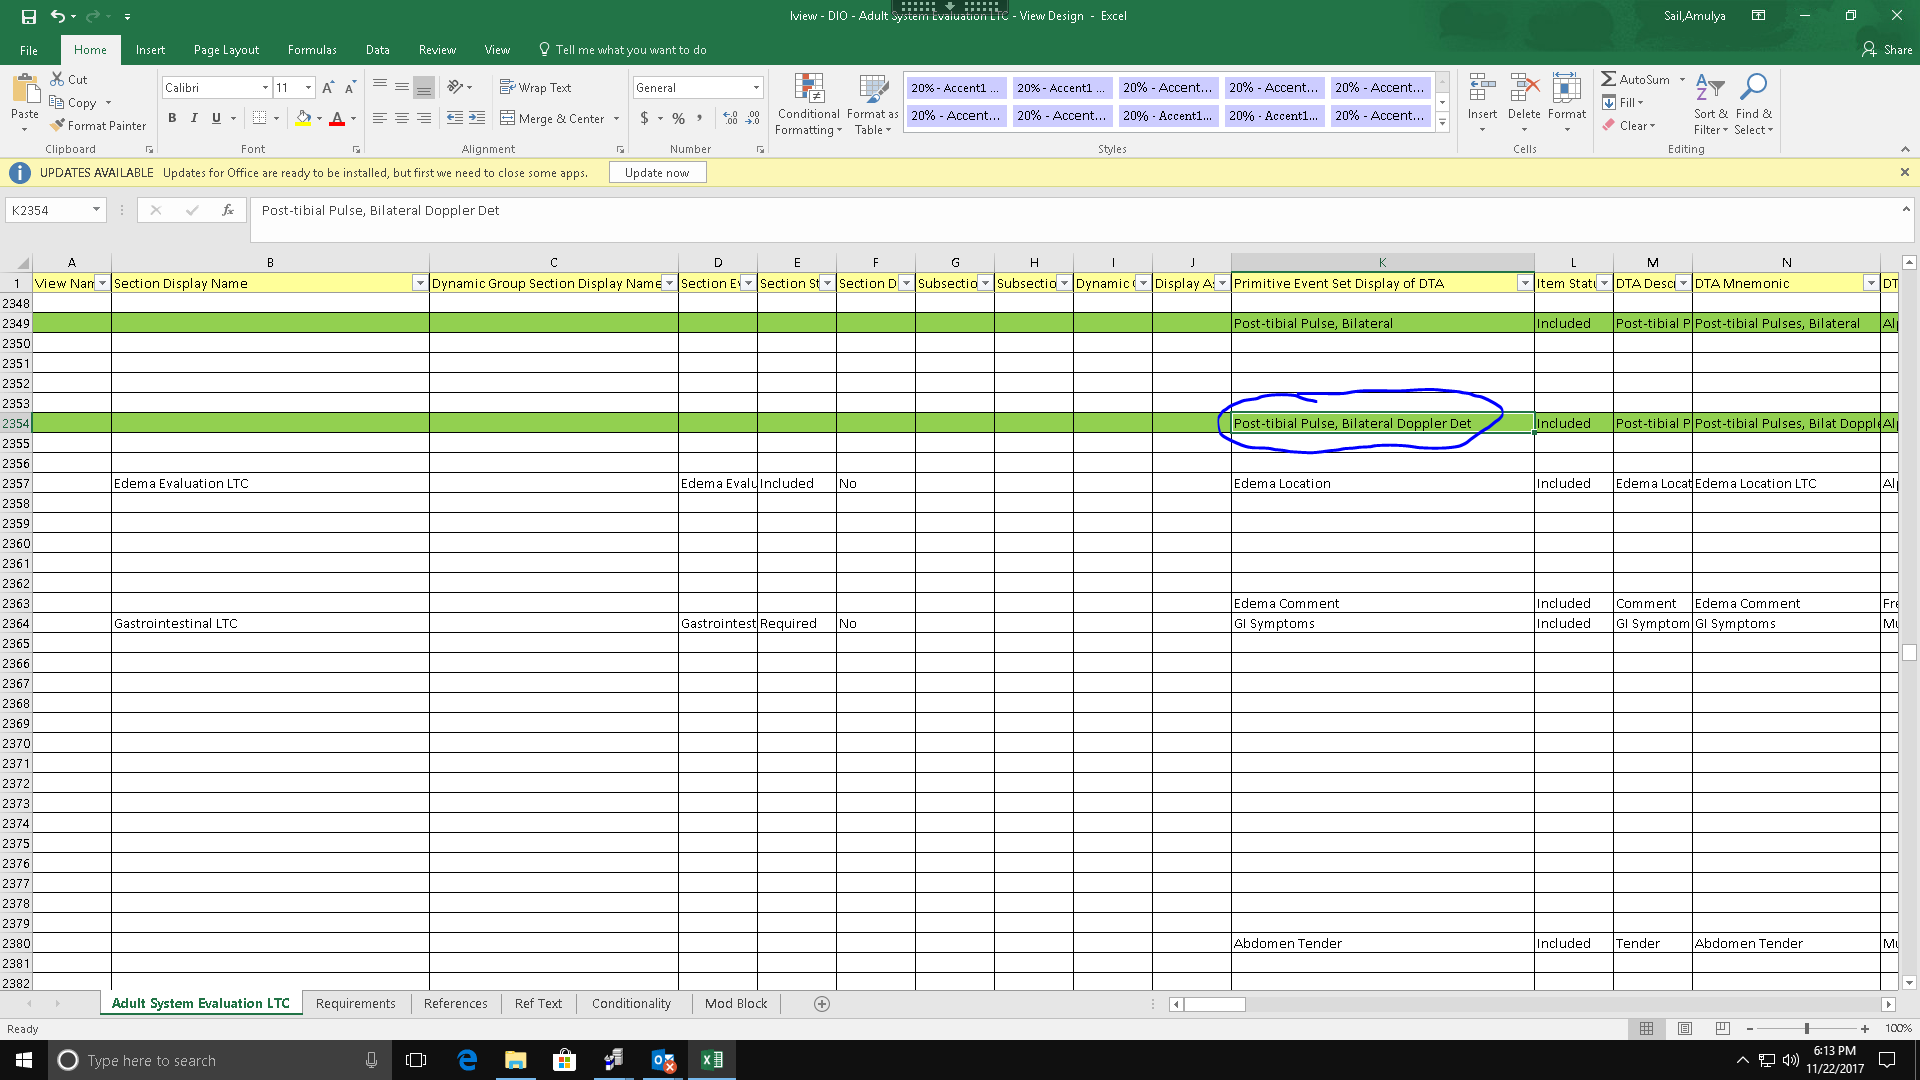 Iview - DIO - Adult System Evaluation LTC - View Design - Excel
Sail,Amulya
File Home Insert Page Layout Formulas Data Review View Tell me what you want to do Share
Paste Cut Copy Format Painter Clipboard
Calibri 11 B I U Font
Wrap Text Merge & Center Alignment
General $ % , Number
Conditional Formatting Format as Table
20% - Accent1 ... 20% - Accent1 ... 20% - Accent... 20% - Accent... 20% - Accent...
20% - Accent... 20% - Accent... 20% - Accent1... 20% - Accent1... 20% - Accent...
Styles
Insert Delete Format Cells
AutoSum Fill Clear Sort & Filter Find & Select Editing
UPDATES AVAILABLE Updates for Office are ready to be installed, but first we need to close some apps. Update now
K2354 fx Post-tibial Pulse, Bilateral Doppler Det
A B C D E F G H I J K L M N
1 View Nam Section Display Name Dynamic Group Section Display Name Section Ev Section St Section D Subsectio Subsectio Dynamic G Display As Primitive Event Set Display of DTA Item Statu DTA Descr DTA Mnemonic DT
2348
2349 Post-tibial Pulse, Bilateral Included Post-tibial P Post-tibial Pulses, Bilateral Alp
2350
2351
2352
2353
2354 Post-tibial Pulse, Bilateral Doppler Det Included Post-tibial P Post-tibial Pulses, Bilat Dopple Alp
2355
2356
2357 Edema Evaluation LTC Edema Evalu Included No Edema Location Included Edema Locat Edema Location LTC Alp
2358
2359
2360
2361
2362
2363 Edema Comment Included Comment Edema Comment Fre
2364 Gastrointestinal LTC Gastrointest Required No GI Symptoms Included GI Symptom GI Symptoms Mu
2365
2366
2367
2368
2369
2370
2371
2372
2373
2374
2375
2376
2377
2378
2379
2380 Abdomen Tender Included Tender Abdomen Tender Mu
2381
2382
Adult System Evaluation LTC Requirements References Ref Text Conditionality Mod Block
Ready 100%
Type here to search
6:13 PM
11/22/2017